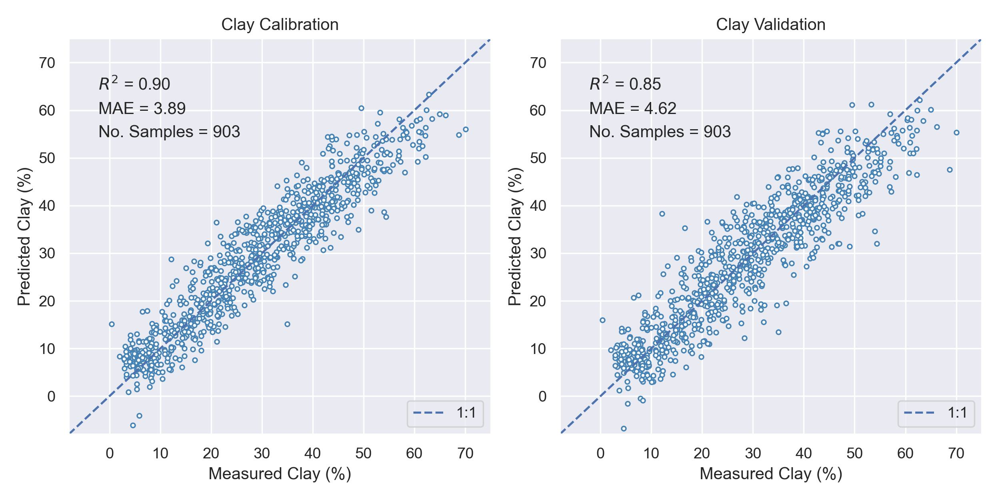 Clay Calibration
R² = 0.90
MAE = 3.89
No. Samples = 903
70
60
50
40
30
20
10
0
Predicted Clay (%)
0 10 20 30 40 50 60 70
Measured Clay (%)
1:1
Clay Validation
R² = 0.85
MAE = 4.62
No. Samples = 903
70
60
50
40
30
20
10
0
Predicted Clay (%)
0 10 20 30 40 50 60 70
Measured Clay (%)
1:1